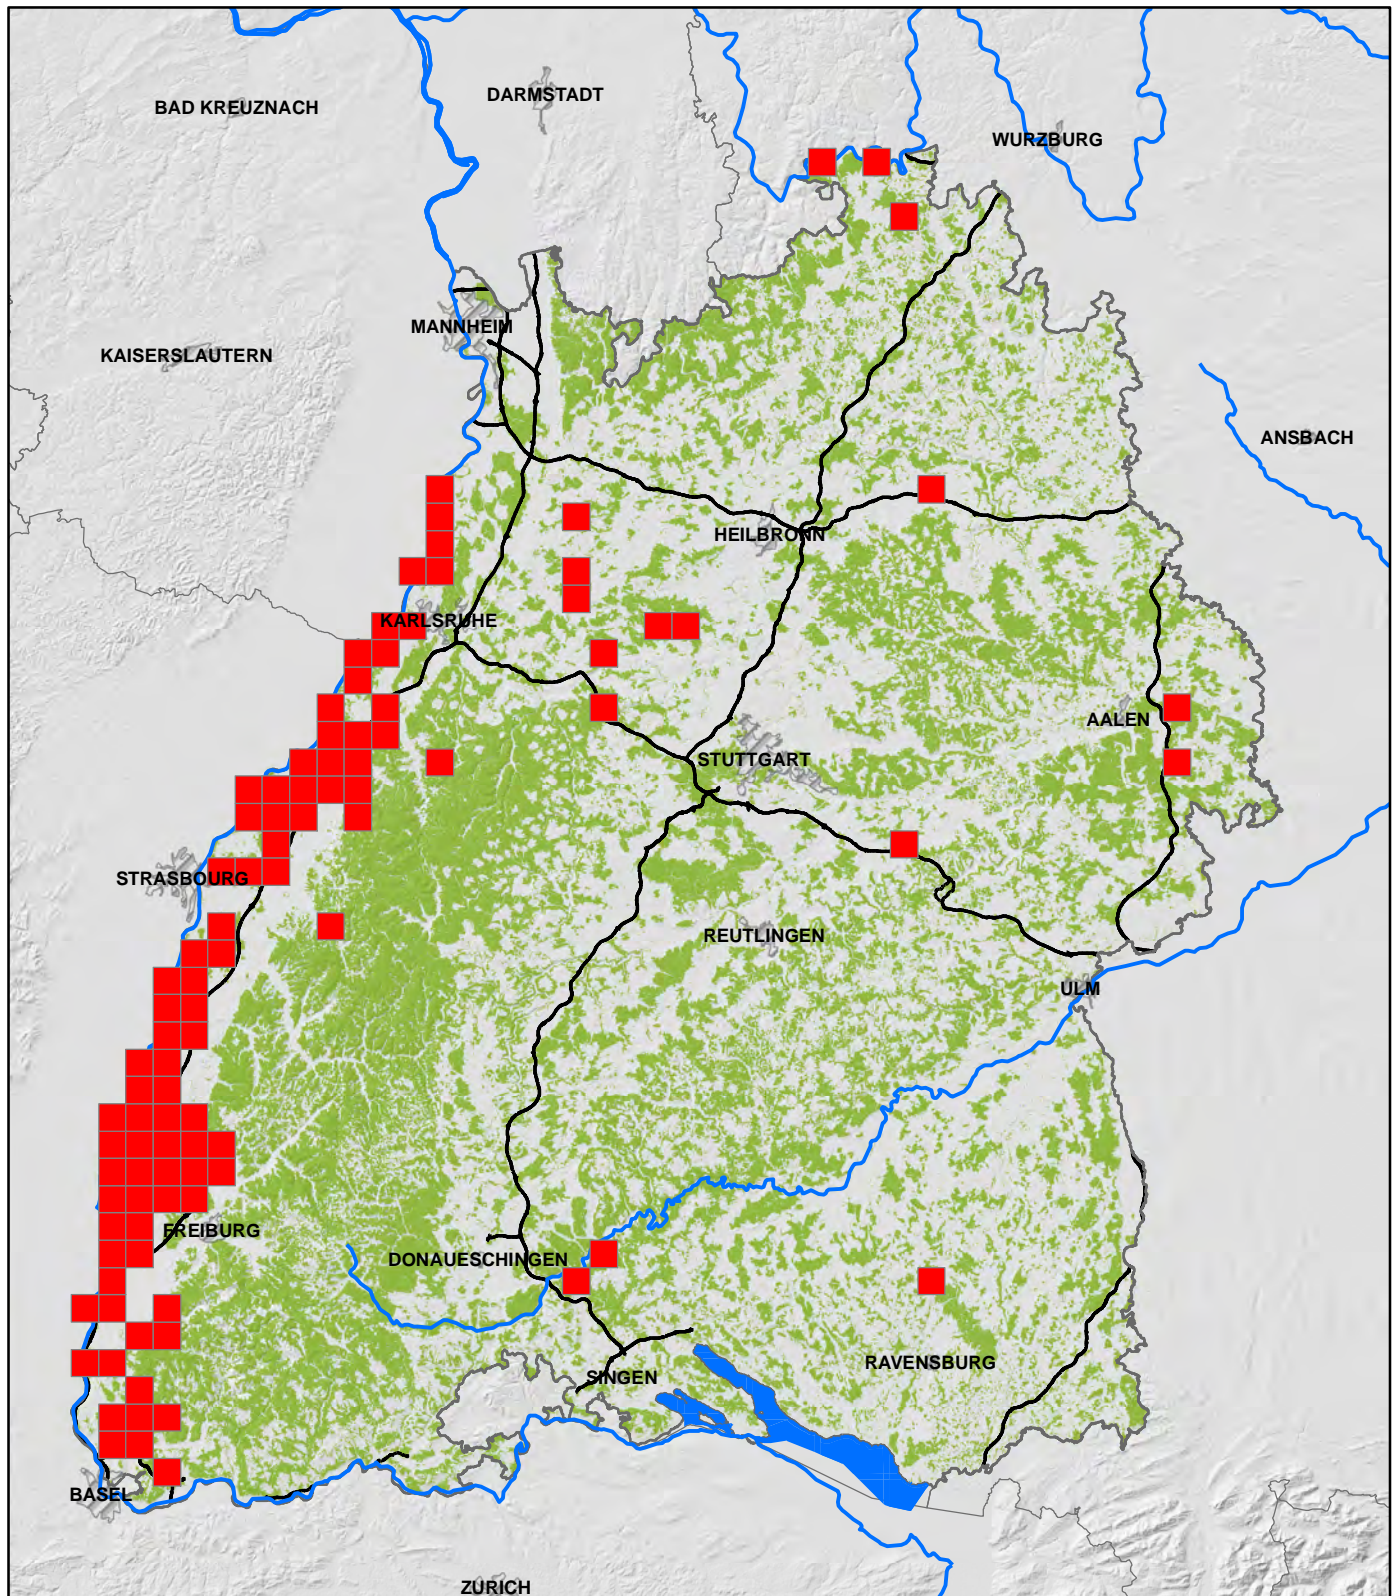 DARMSTADT
BAD KREUZNACH
WURZBURG
MANNHEIM
KAISERSLAUTERN
ANSBACH
HEILBRONN
KARLSRUHE
AALEN
STUTTGART
STRASBOURG
REUTLINGEN
ULM
FREIBURG
DONAUESCHINGEN
RAVENSBURG
SINGEN
BASEL
ZURICH